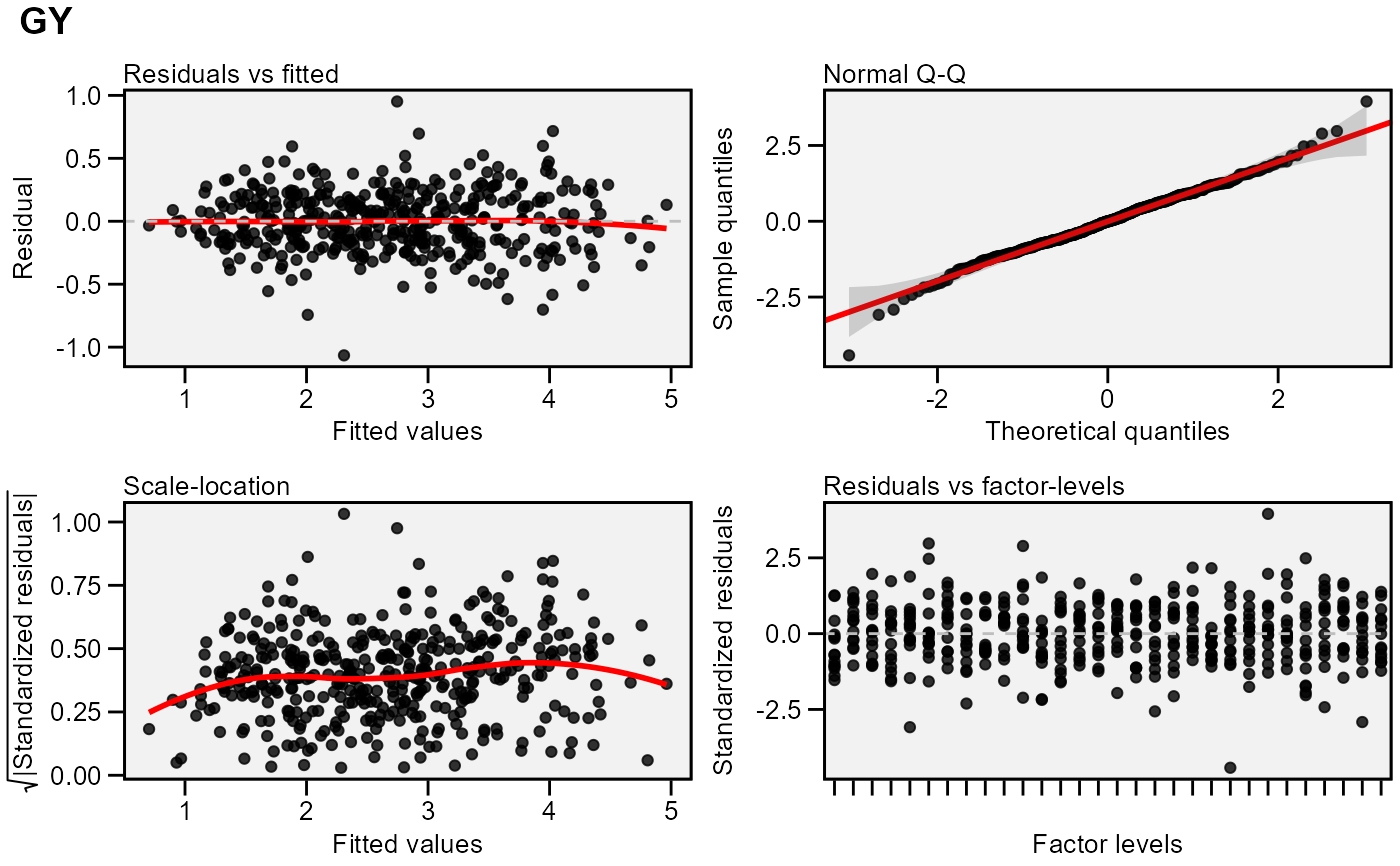 GY
Residuals vs fitted
Residual
1.0
0.5
0.0
-0.5
-1.0
1 2 3 4 5
Fitted values
Normal Q-Q
Sample quantiles
2.5
0.0
-2.5
-2 0 2
Theoretical quantiles
Scale-location
√|Standardized residuals|
1.00
0.75
0.50
0.25
0.00
1 2 3 4 5
Fitted values
Residuals vs factor-levels
Standardized residuals
2.5
0.0
-2.5
Factor levels